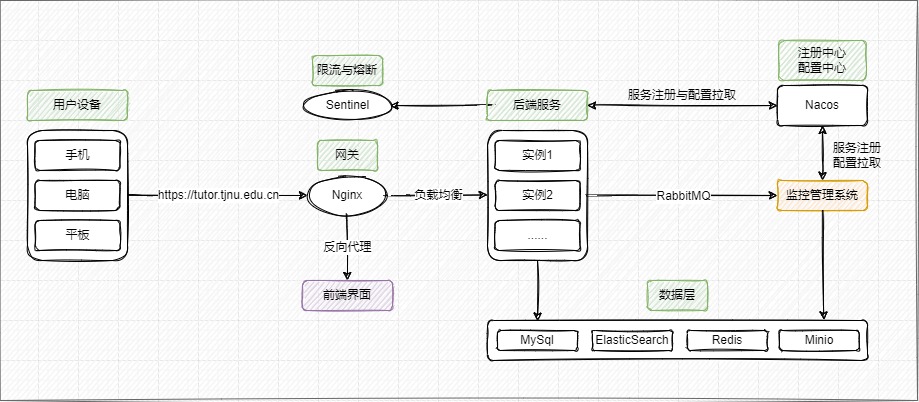 注册中心
配置中心
限流与熔断
用户设备
Sentinel
后端服务
服务注册与配置拉取
Nacos
手机
网关
实例1
服务注册
配置拉取
电脑
https://tutor.tjnu.edu.cn
Nginx
负载均衡
实例2
RabbitMQ
监控管理系统
平板
反向代理
......
前端界面
数据层
MySql
ElasticSearch
Redis
Minio